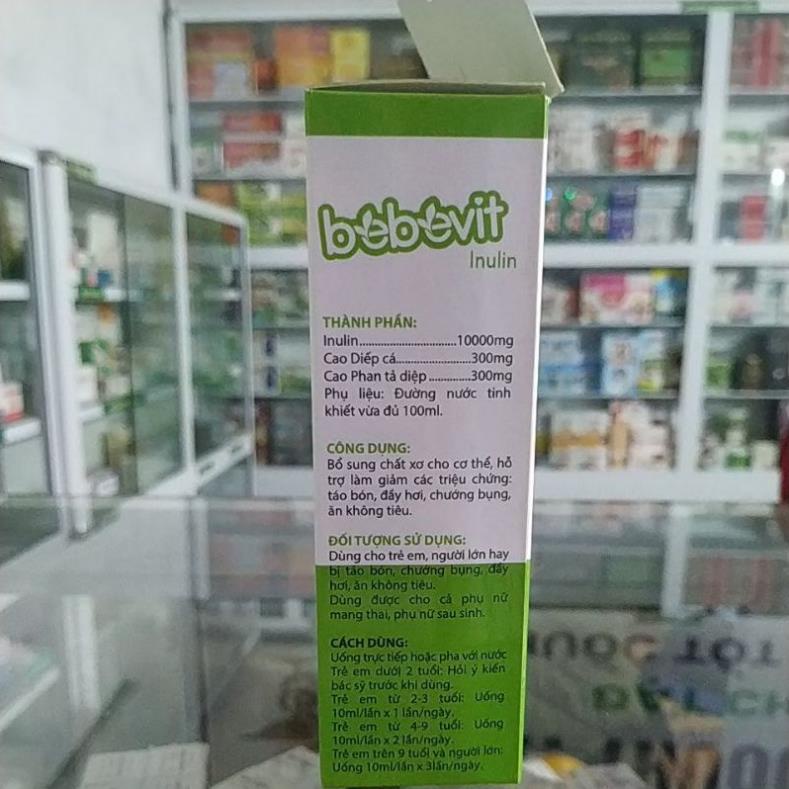 bebevit
Inulin
THÀNH PHẦN:
Inulin................................10000mg
Cao Diếp cá.........................300mg
Cao Phan tả diệp..............300mg
Phụ liệu: Đường nước tinh
khiết vừa đủ 100ml.
CÔNG DỤNG:
Bổ sung chất xơ cho cơ thể, hỗ
trợ làm giảm các triệu chứng:
táo bón, đầy hơi, chướng bụng,
ăn không tiêu.
ĐỐI TƯỢNG SỬ DỤNG:
Dùng cho trẻ em, người lớn hay
bị táo bón, chướng bụng, đầy
hơi, ăn không tiêu.
Dùng được cho cả phụ nữ
mang thai, phụ nữ sau sinh.
CÁCH DÙNG:
Uống trực tiếp hoặc pha với nước
Trẻ em dưới 2 tuổi: Hỏi ý kiến
bác sỹ trước khi dùng.
Trẻ em từ 2-3 tuổi: Uống
10ml/lần x 1 lần/ngày.
Trẻ em từ 4-9 tuổi: Uống
10ml/lần x 2 lần/ngày.
Trẻ em trên 9 tuổi và người lớn:
Uống 10ml/lần x 3lần/ngày.